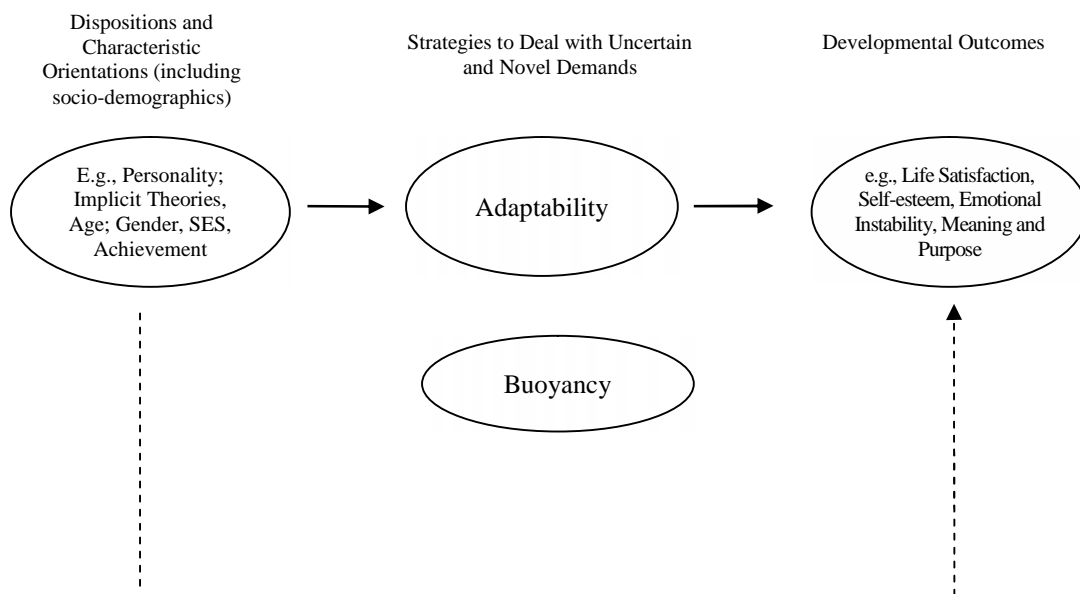 Dispositions and
Characteristic
Orientations (including
socio-demographics)
Strategies to Deal with Uncertain
and Novel Demands
Developmental Outcomes
E.g., Personality;
Implicit Theories,
Age; Gender, SES,
Achievement
Adaptability
e.g., Life Satisfaction,
Self-esteem, Emotional
Instability, Meaning and
Purpose
Buoyancy